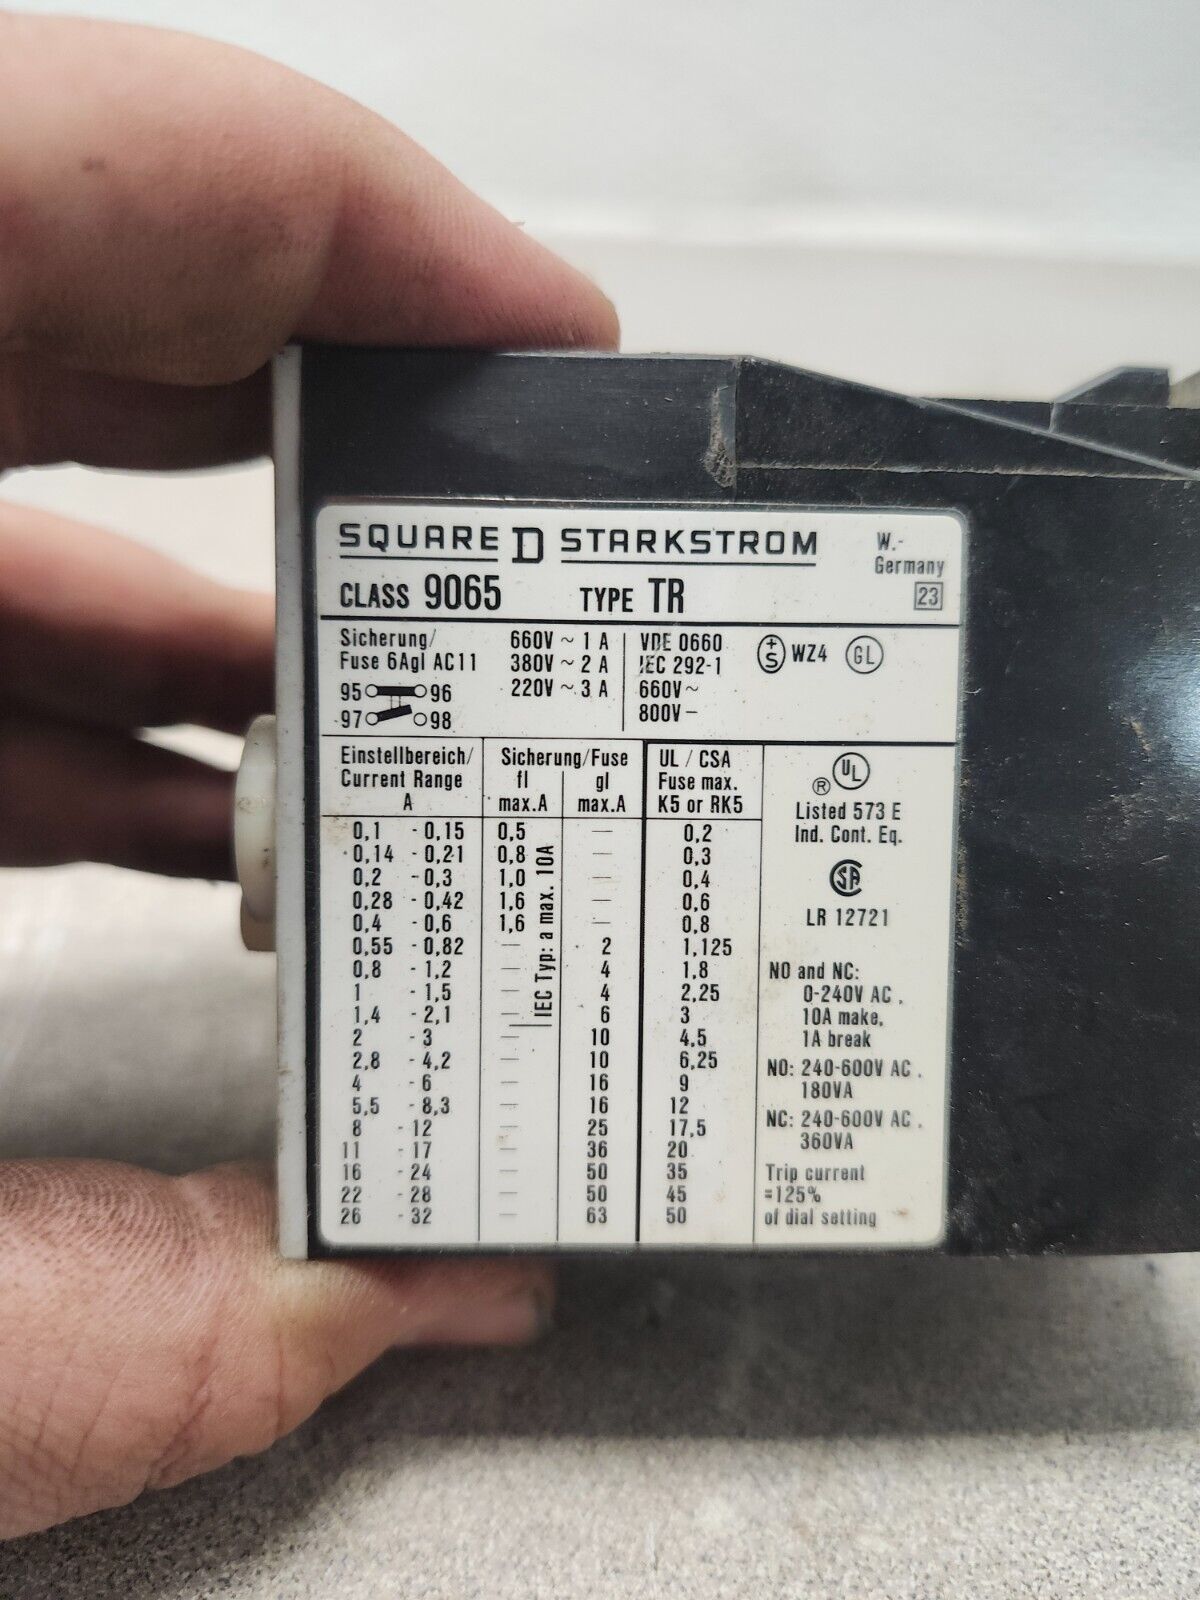 SQUARE D STARKSTROM
W.-
Germany
CLASS 9065 TYPE TR
23
Sicherung/
Fuse 6Agl AC11
660V ~ 1 A
380V ~ 2 A
220V ~ 3 A
95 96
97 98
VDE 0660
IEC 292-1
660V~
800V-
+
S
WZ4
GL
Einstellbereich/
Current Range
A
Sicherung/Fuse
fl gl
max.A max.A
UL / CSA
Fuse max.
K5 or RK5
0,1 - 0,15 0,5 — 0,2
0,14 - 0,21 0,8 — 0,3
0,2 - 0,3 1,0 — 0,4
0,28 - 0,42 1,6 — 0,6
0,4 - 0,6 1,6 — 0,8
0,55 - 0,82 — 2 1,125
0,8 - 1,2 — 4 1,8
1 - 1,5 — 4 2,25
1,4 - 2,1 — 6 3
2 - 3 — 10 4,5
2,8 - 4,2 — 10 6,25
4 - 6 — 16 9
5,5 - 8,3 — 16 12
8 - 12 — 25 17,5
11 - 17 — 36 20
16 - 24 — 50 35
22 - 28 — 50 45
26 - 32 — 63 50
IEC Typ: a max. 10A
® UL
Listed 573 E
Ind. Cont. Eq.
SA
LR 12721
NO and NC:
0-240V AC,
10A make,
1A break
NO: 240-600V AC,
180VA
NC: 240-600V AC,
360VA
Trip current
=125%
of dial setting